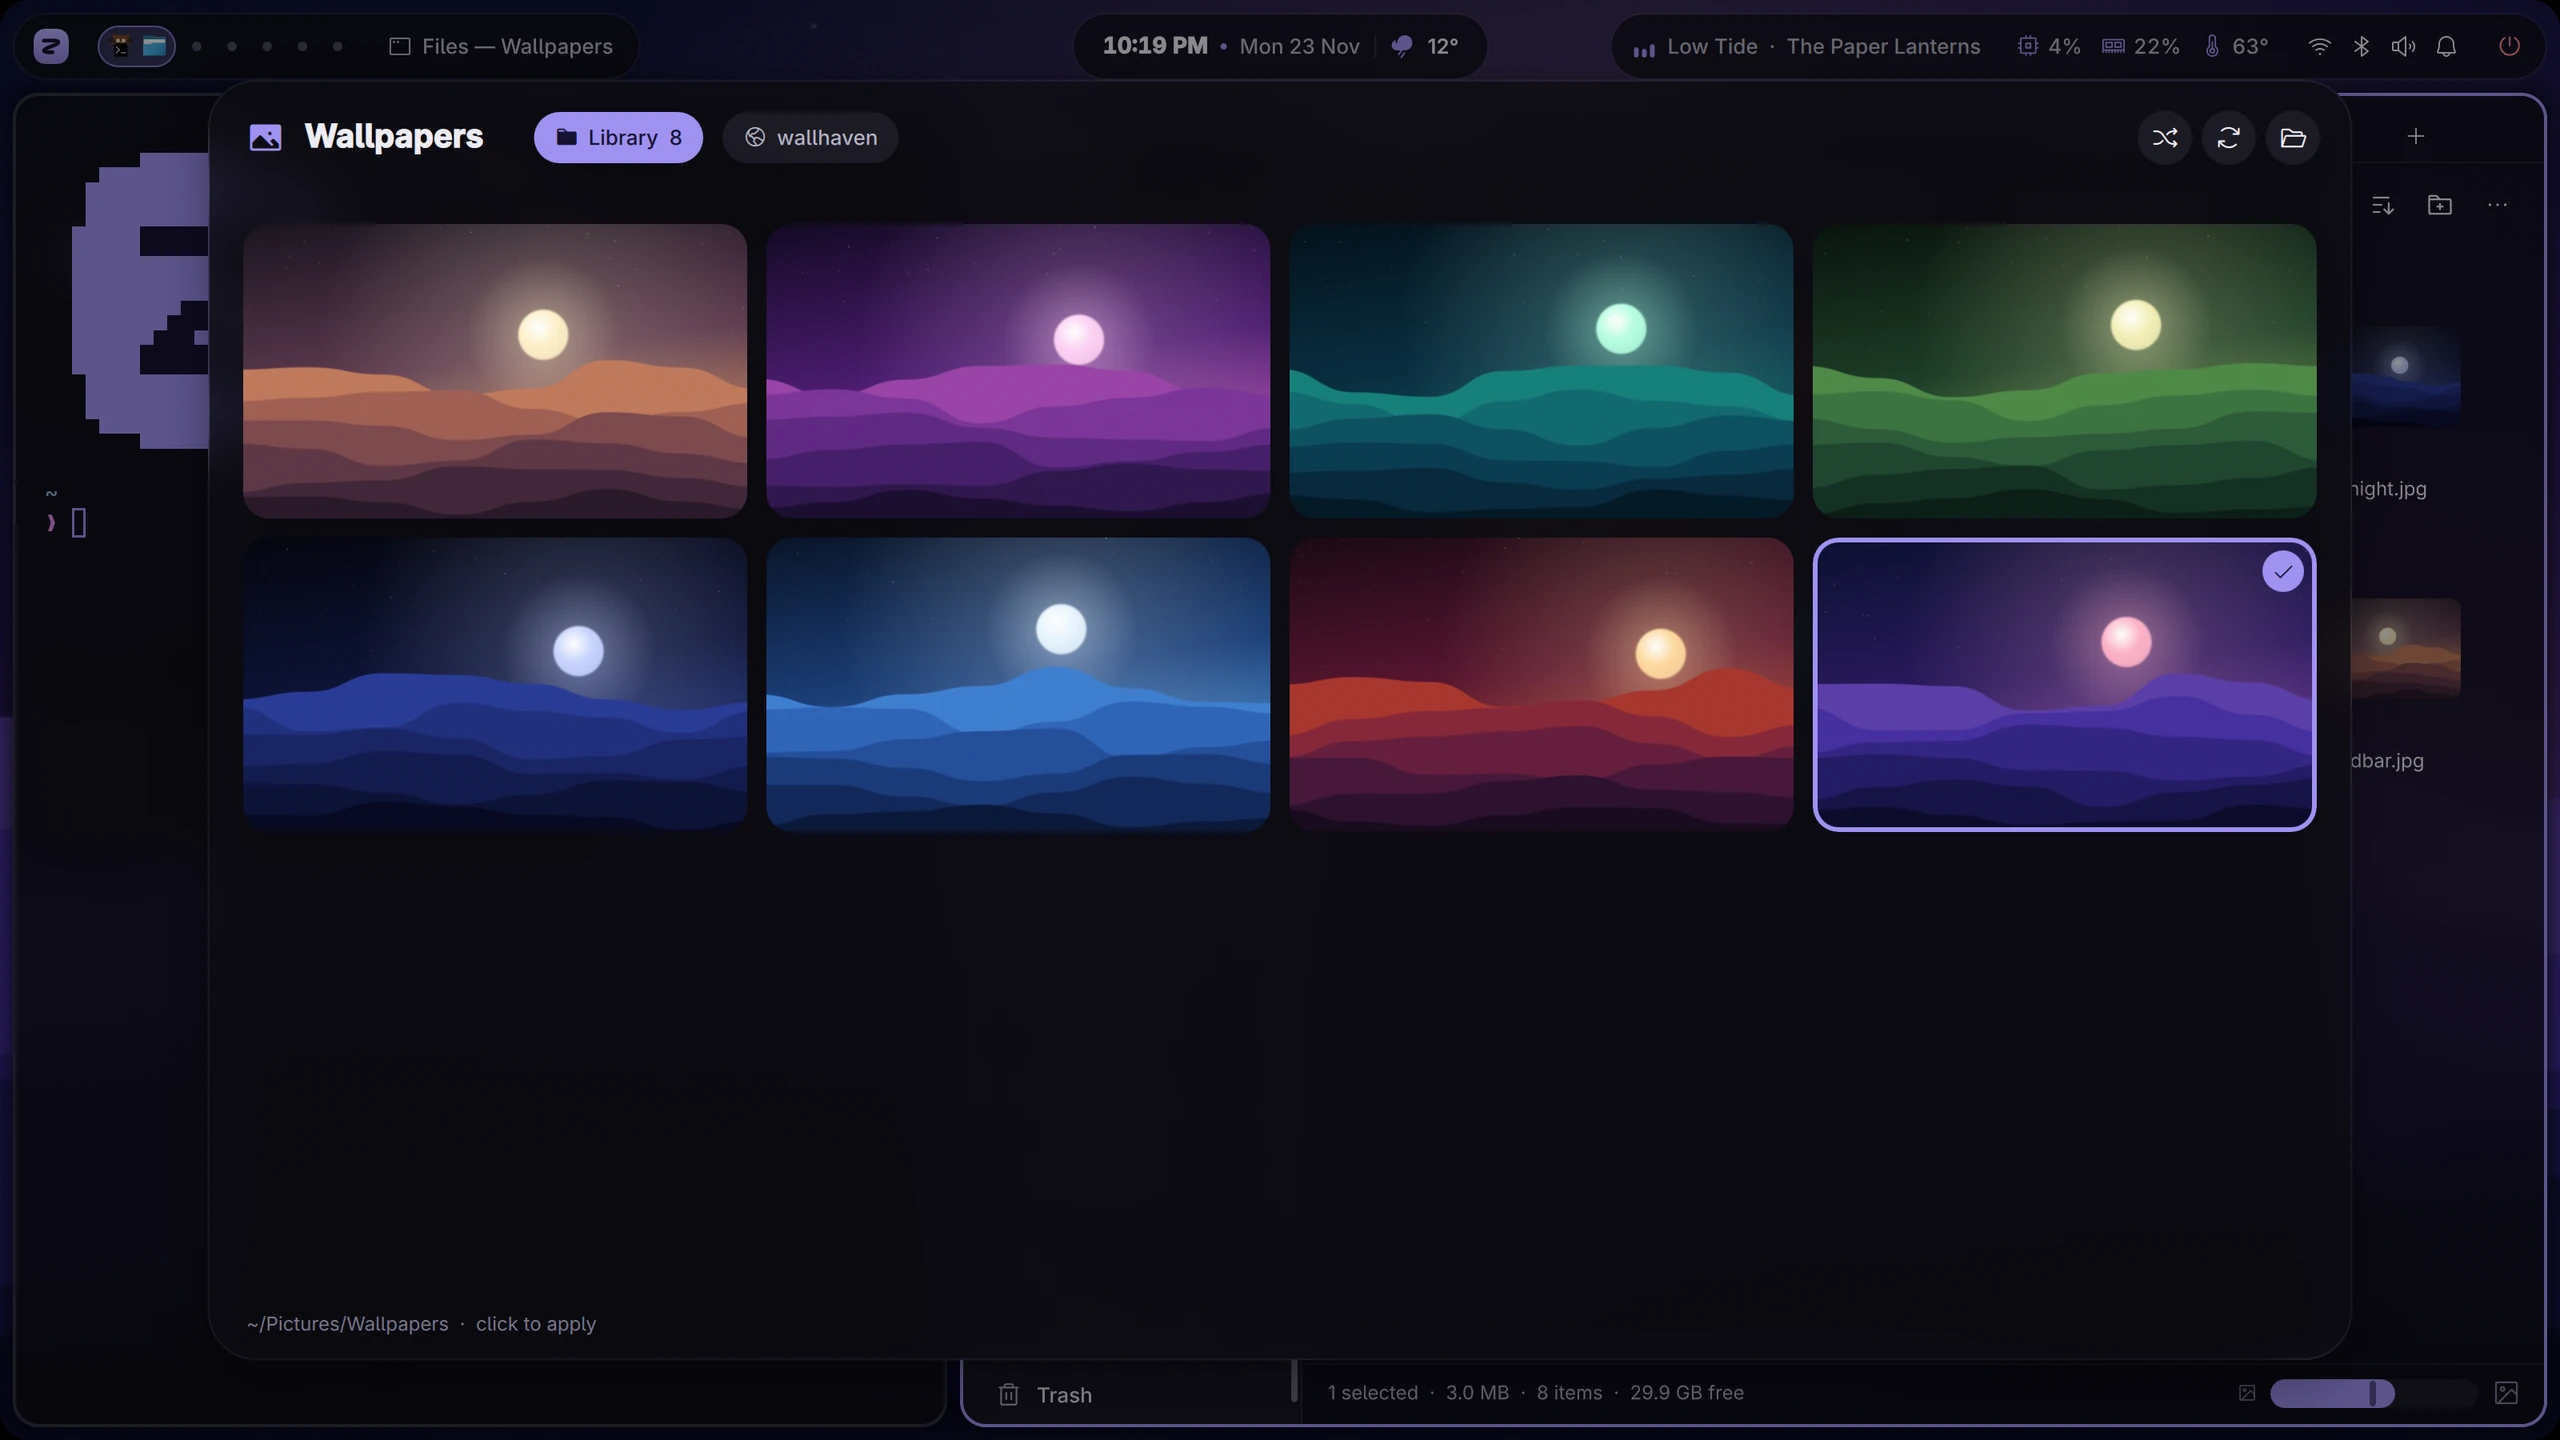 Files — Wallpapers
10:19 PM • Mon 23 Nov 12°
Low Tide · The Paper Lanterns 4% 22% 63°
Wallpapers Library 8 wallhaven
~
❯
night.jpg
dbar.jpg
~/Pictures/Wallpapers · click to apply
Trash
1 selected · 3.0 MB · 8 items · 29.9 GB free